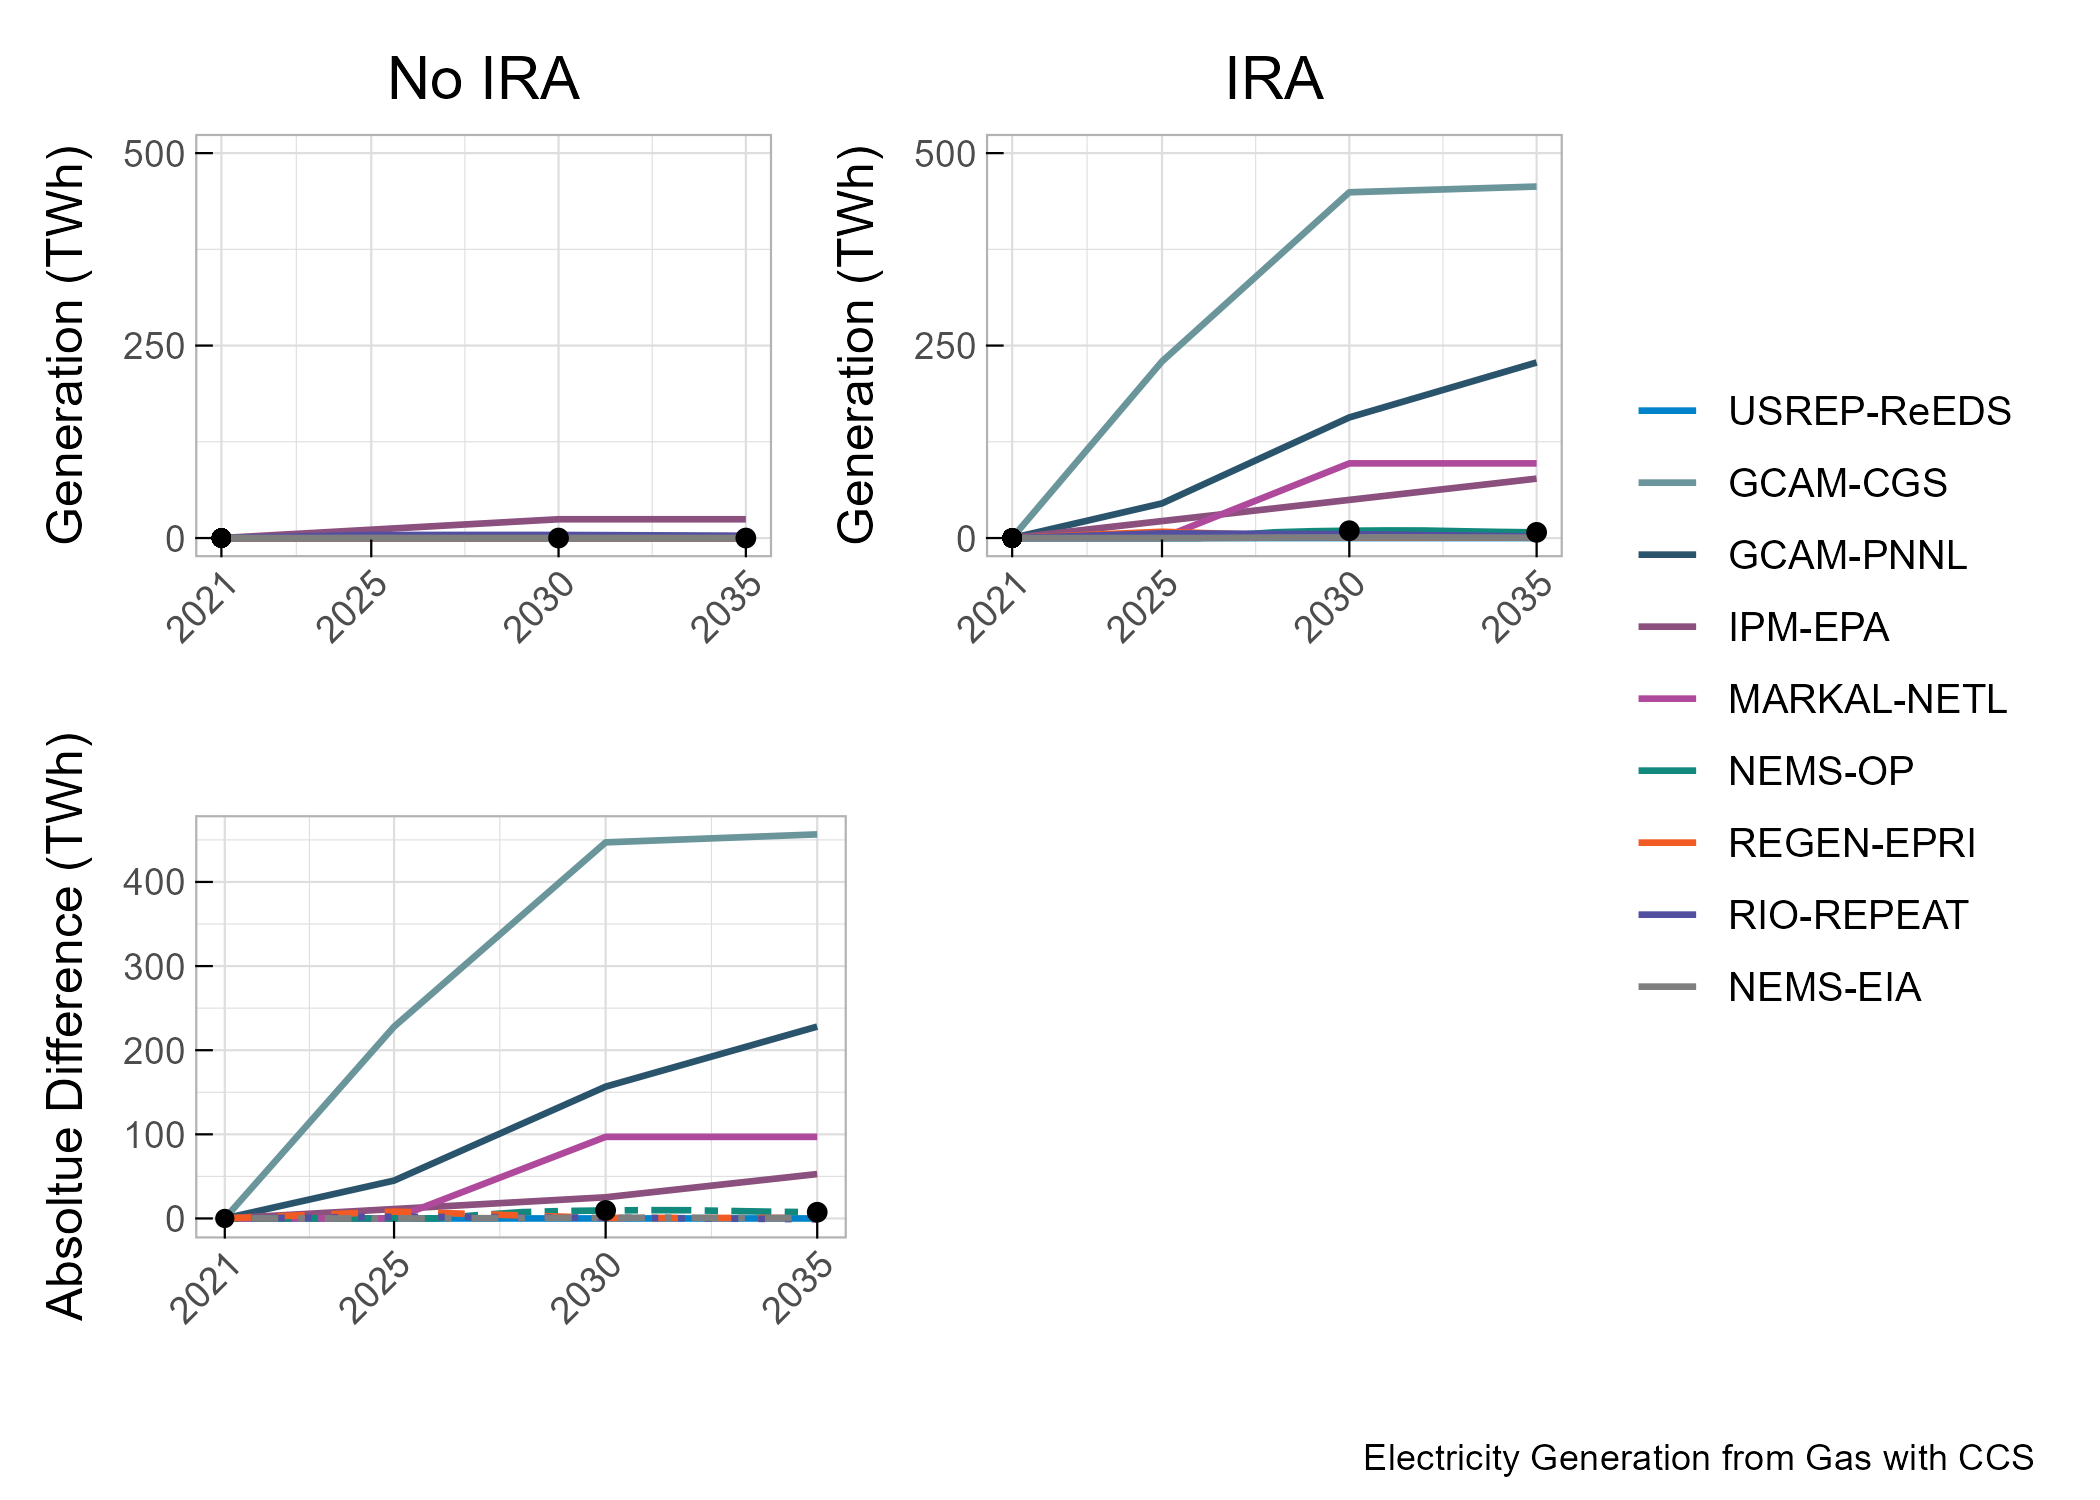 No IRA
IRA
Generation (TWh)
500
250
0
2021
2025
2030
2035
Generation (TWh)
500
250
0
2021
2025
2030
2035
Absoltue Difference (TWh)
400
300
200
100
0
2021
2025
2030
2035
USREP-ReEDS
GCAM-CGS
GCAM-PNNL
IPM-EPA
MARKAL-NETL
NEMS-OP
REGEN-EPRI
RIO-REPEAT
NEMS-EIA
Electricity Generation from Gas with CCS